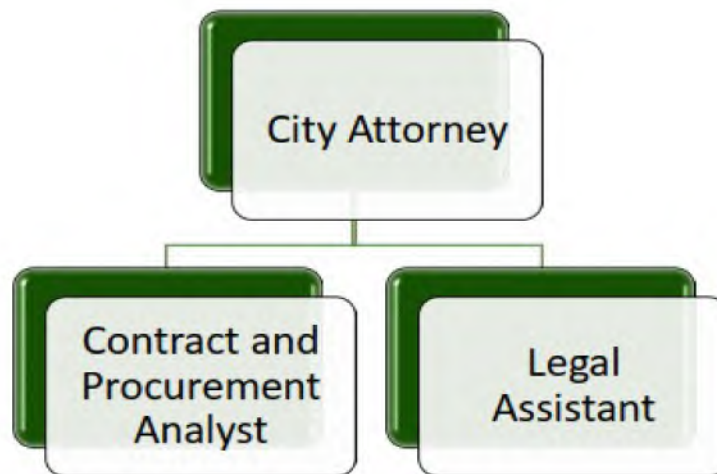 City Attorney
Contract and
Procurement
Analyst
Legal
Assistant